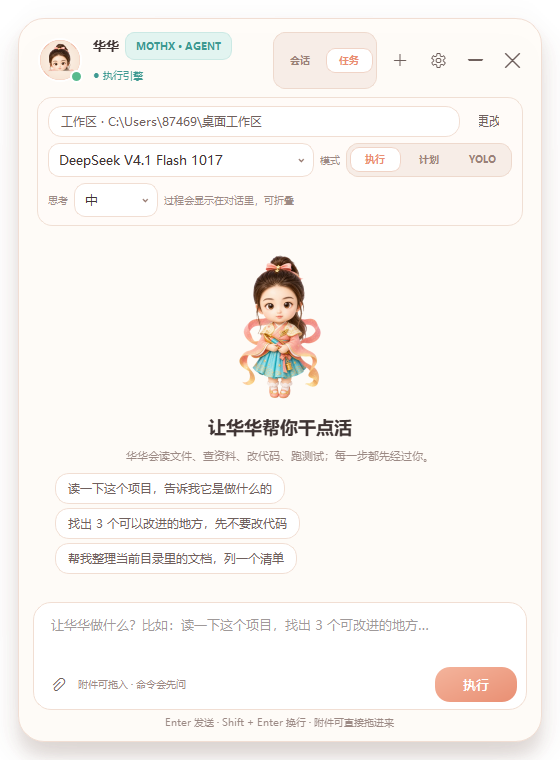 华华 MOTHX • AGENT
会话 任务
• 执行引擎
工作区 · C:\Users\87469\桌面工作区 更改
DeepSeek V4.1 Flash 1017 模式 执行 计划 YOLO
思考 中 过程会显示在对话里，可折叠
让华华帮你干点活
华华会读文件、查资料、改代码、跑测试；每一步都先经过你。
读一下这个项目，告诉我它是做什么的
找出 3 个可以改进的地方，先不要改代码
帮我整理当前目录里的文档，列一个清单
让华华做什么？比如：读一下这个项目，找出 3 个可改进的地方...
附件可拖入 · 命令会先问 执行
Enter 发送 · Shift + Enter 换行 · 附件可直接拖进来